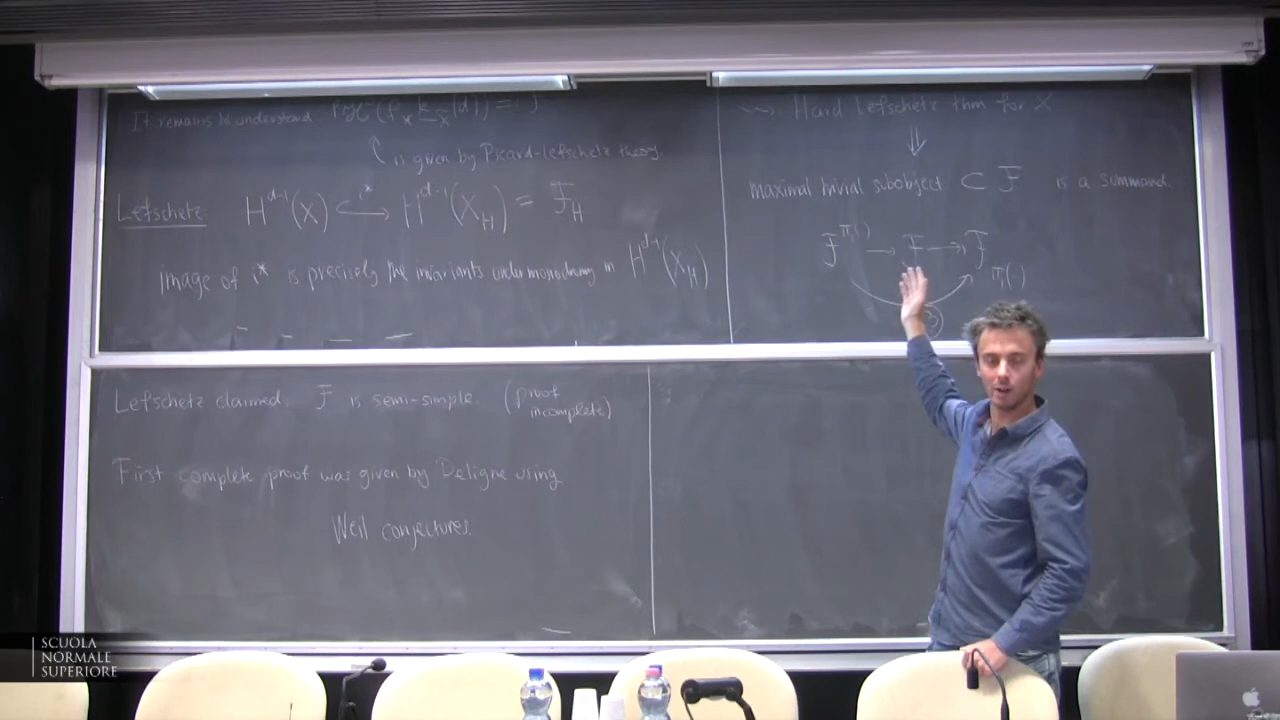 It remains to understand
is given by Picard-Lefschetz theory.
Lefschetz: H^{d-1}(X) ↪^{i*} H^{d-1}(X_H) = F_H
Image of i* is precisely the invariants under monodromy in H^{d-1}(X_H)
Lefschetz claimed F is semi-simple. (proof incomplete)
First complete proof was given by Deligne using
Weil conjectures.
Hard Lefschetz thm for X
⇓
maximal trivial subobject ⊂ F is a summand
F^{π_1(·)} → F → F_{π_1(·)}
SCUOLA
NORMALE
SUPERIORE